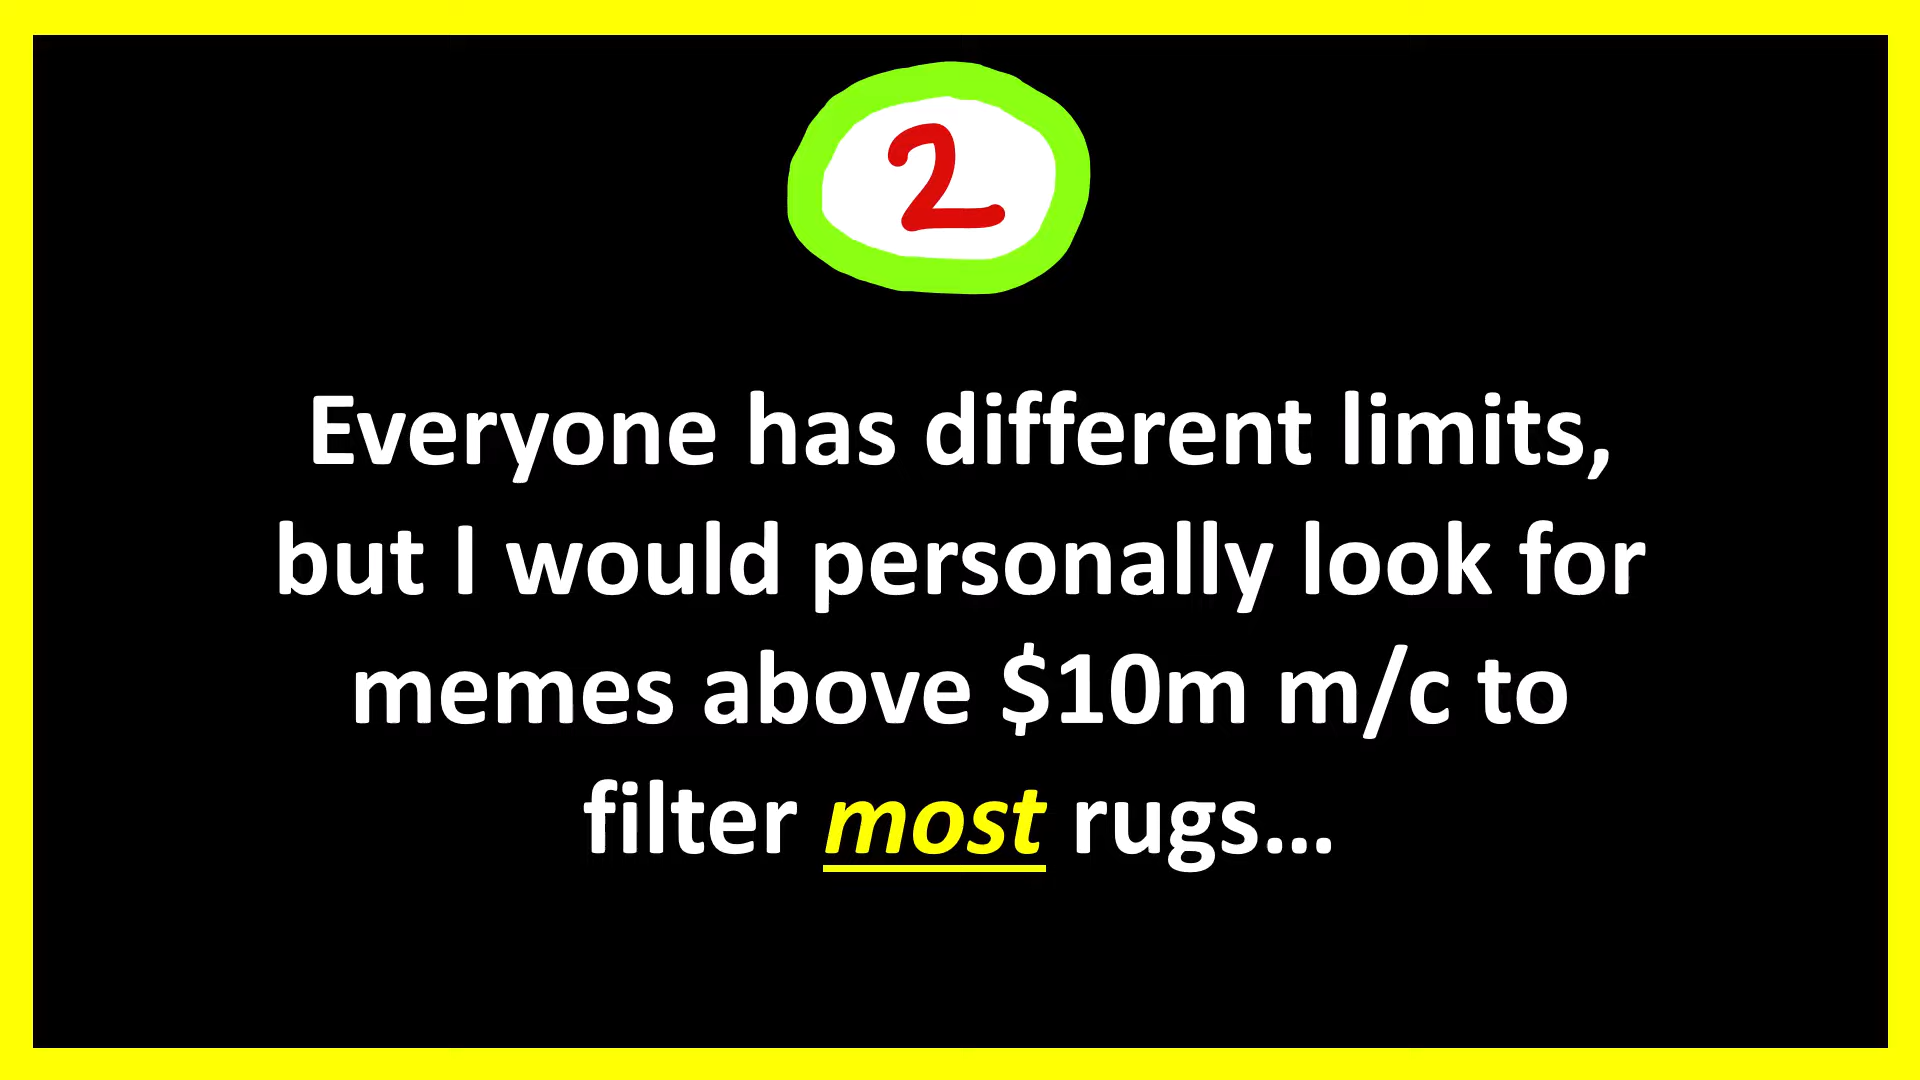 2
Everyone has different limits,
but I would personally look for
memes above $10m m/c to
filter most rugs...